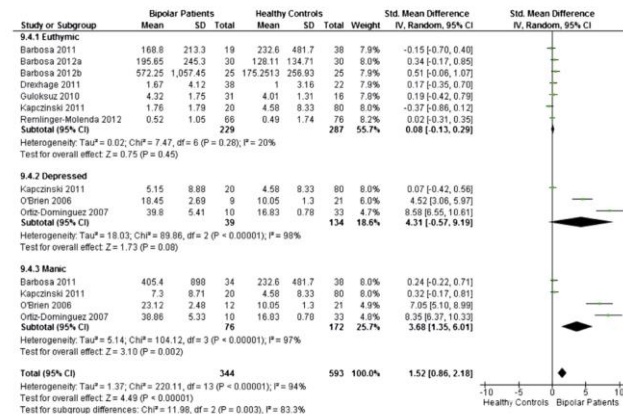 Bipolar Patients Healthy Controls Std. Mean Difference Std. Mean Difference
Study or Subgroup Mean SD Total Mean SD Total Weight IV, Random, 95% CI IV, Random, 95% CI
9.4.1 Euthymic
Barbosa 2011 168.8 213.3 19 232.6 481.7 38 7.9% -0.15 [-0.70, 0.40]
Barbosa 2012a 195.65 245.3 30 128.11 134.71 30 7.9% 0.34 [-0.17, 0.85]
Barbosa 2012b 572.25 1,057.45 25 175.2513 256.93 25 7.9% 0.51 [-0.06, 1.07]
Drexhage 2011 1.67 4.12 38 1 3.16 22 7.9% 0.17 [-0.35, 0.70]
Guloksuz 2010 4.32 1.75 31 4.01 1.31 16 7.9% 0.19 [-0.42, 0.79]
Kapczinski 2011 1.76 1.79 20 4.58 8.33 80 7.9% -0.37 [-0.86, 0.12]
Remlinger-Molenda 2012 0.52 1.05 66 0.49 1.74 76 8.0% 0.02 [-0.31, 0.35]
Subtotal (95% CI) 229 287 55.7% 0.08 [-0.13, 0.29]
Heterogeneity: Tau² = 0.02; Chi² = 7.47, df = 6 (P = 0.28); I² = 20%
Test for overall effect: Z = 0.75 (P = 0.45)
9.4.2 Depressed
Kapczinski 2011 5.15 8.88 20 4.58 8.33 80 8.0% 0.07 [-0.42, 0.56]
O'Brien 2006 18.45 2.69 9 10.05 1.3 21 6.0% 4.52 [3.06, 5.97]
Ortiz-Dominguez 2007 39.8 5.41 10 16.83 0.78 33 4.7% 8.58 [6.55, 10.61]
Subtotal (95% CI) 39 134 18.6% 4.31 [-0.57, 9.19]
Heterogeneity: Tau² = 18.03; Chi² = 89.86, df = 2 (P < 0.00001); I² = 98%
Test for overall effect: Z = 1.73 (P = 0.08)
9.4.3 Manic
Barbosa 2011 405.4 898 34 232.6 481.7 38 8.0% 0.24 [-0.22, 0.71]
Kapczinski 2011 7.3 8.71 20 4.58 8.33 80 8.0% 0.32 [-0.17, 0.81]
O'Brien 2006 23.12 2.48 12 10.05 1.3 21 4.9% 7.05 [5.10, 8.99]
Ortiz-Dominguez 2007 38.86 5.33 10 16.83 0.78 33 4.8% 8.35 [6.37, 10.33]
Subtotal (95% CI) 76 172 25.7% 3.68 [1.35, 6.01]
Heterogeneity: Tau² = 5.14; Chi² = 104.12, df = 3 (P < 0.00001); I² = 97%
Test for overall effect: Z = 3.10 (P = 0.002)
Total (95% CI) 344 593 100.0% 1.52 [0.86, 2.18]
Heterogeneity: Tau² = 1.37; Chi² = 220.11, df = 13 (P < 0.00001); I² = 94%
Test for overall effect: Z = 4.49 (P < 0.00001)
Test for subgroup differences: Chi² = 11.98, df = 2 (P = 0.003), I² = 83.3%
-10 -5 0 5 10
Healthy Controls Bipolar Patients